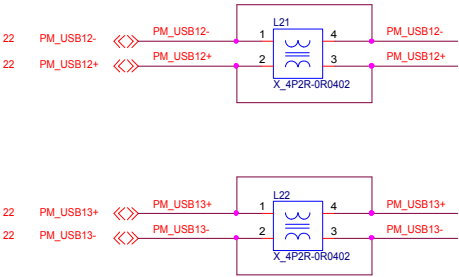 L21
22 PM_USB12- PM_USB12- 1 4 PM_USB12-
22 PM_USB12+ PM_USB12+ 2 3 PM_USB12+
X_4P2R-0R0402
L22
22 PM_USB13+ PM_USB13+ 1 4 PM_USB13+
22 PM_USB13- PM_USB13- 2 3 PM_USB13-
X_4P2R-0R0402